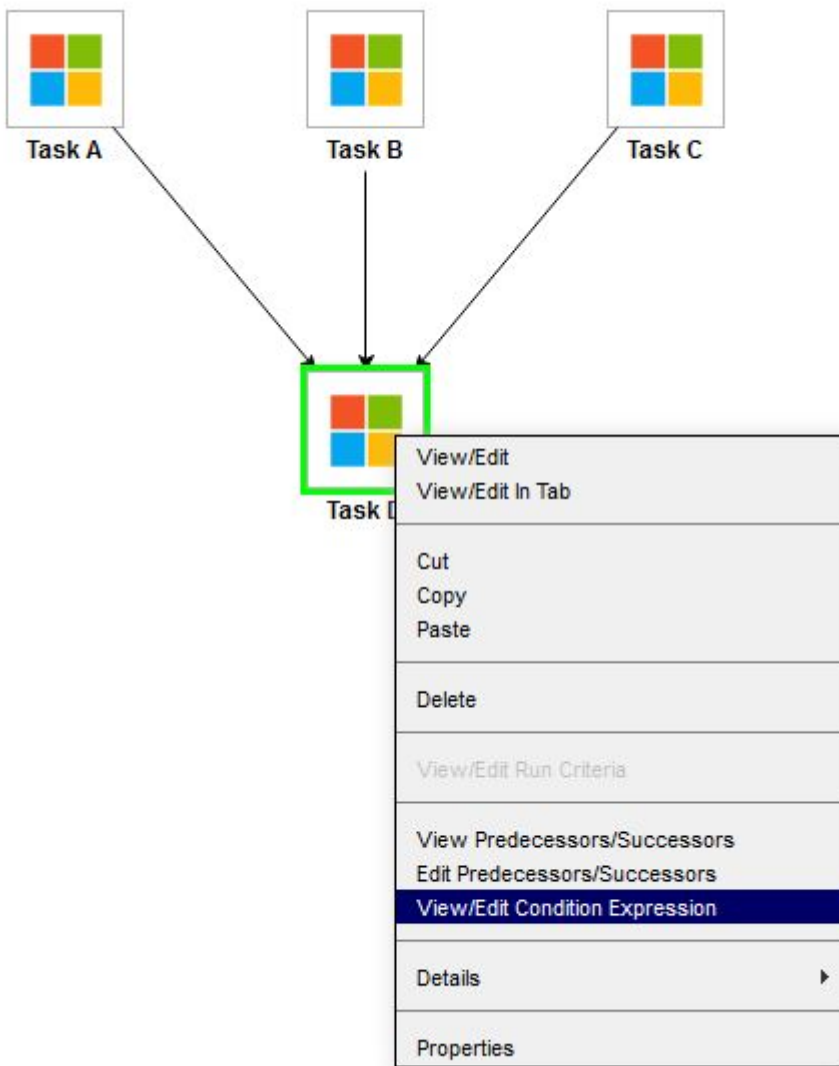 Task A
Task B
Task C
Task D
View/Edit
View/Edit In Tab
Cut
Copy
Paste
Delete
View/Edit Run Criteria
View Predecessors/Successors
Edit Predecessors/Successors
View/Edit Condition Expression
Details
Properties